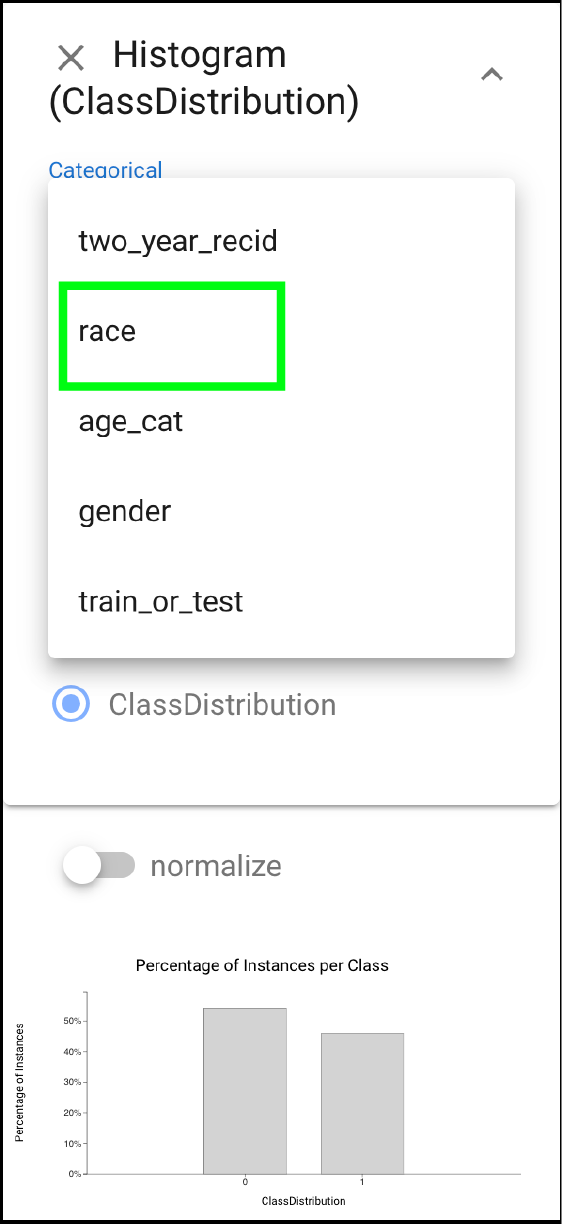 Histogram
(ClassDistribution)
Categorical
two_year_recid
race
age_cat
gender
train_or_test
ClassDistribution
normalize
Percentage of Instances per Class
Percentage of Instances
50%
40%
30%
20%
10%
0%
0 1
ClassDistribution